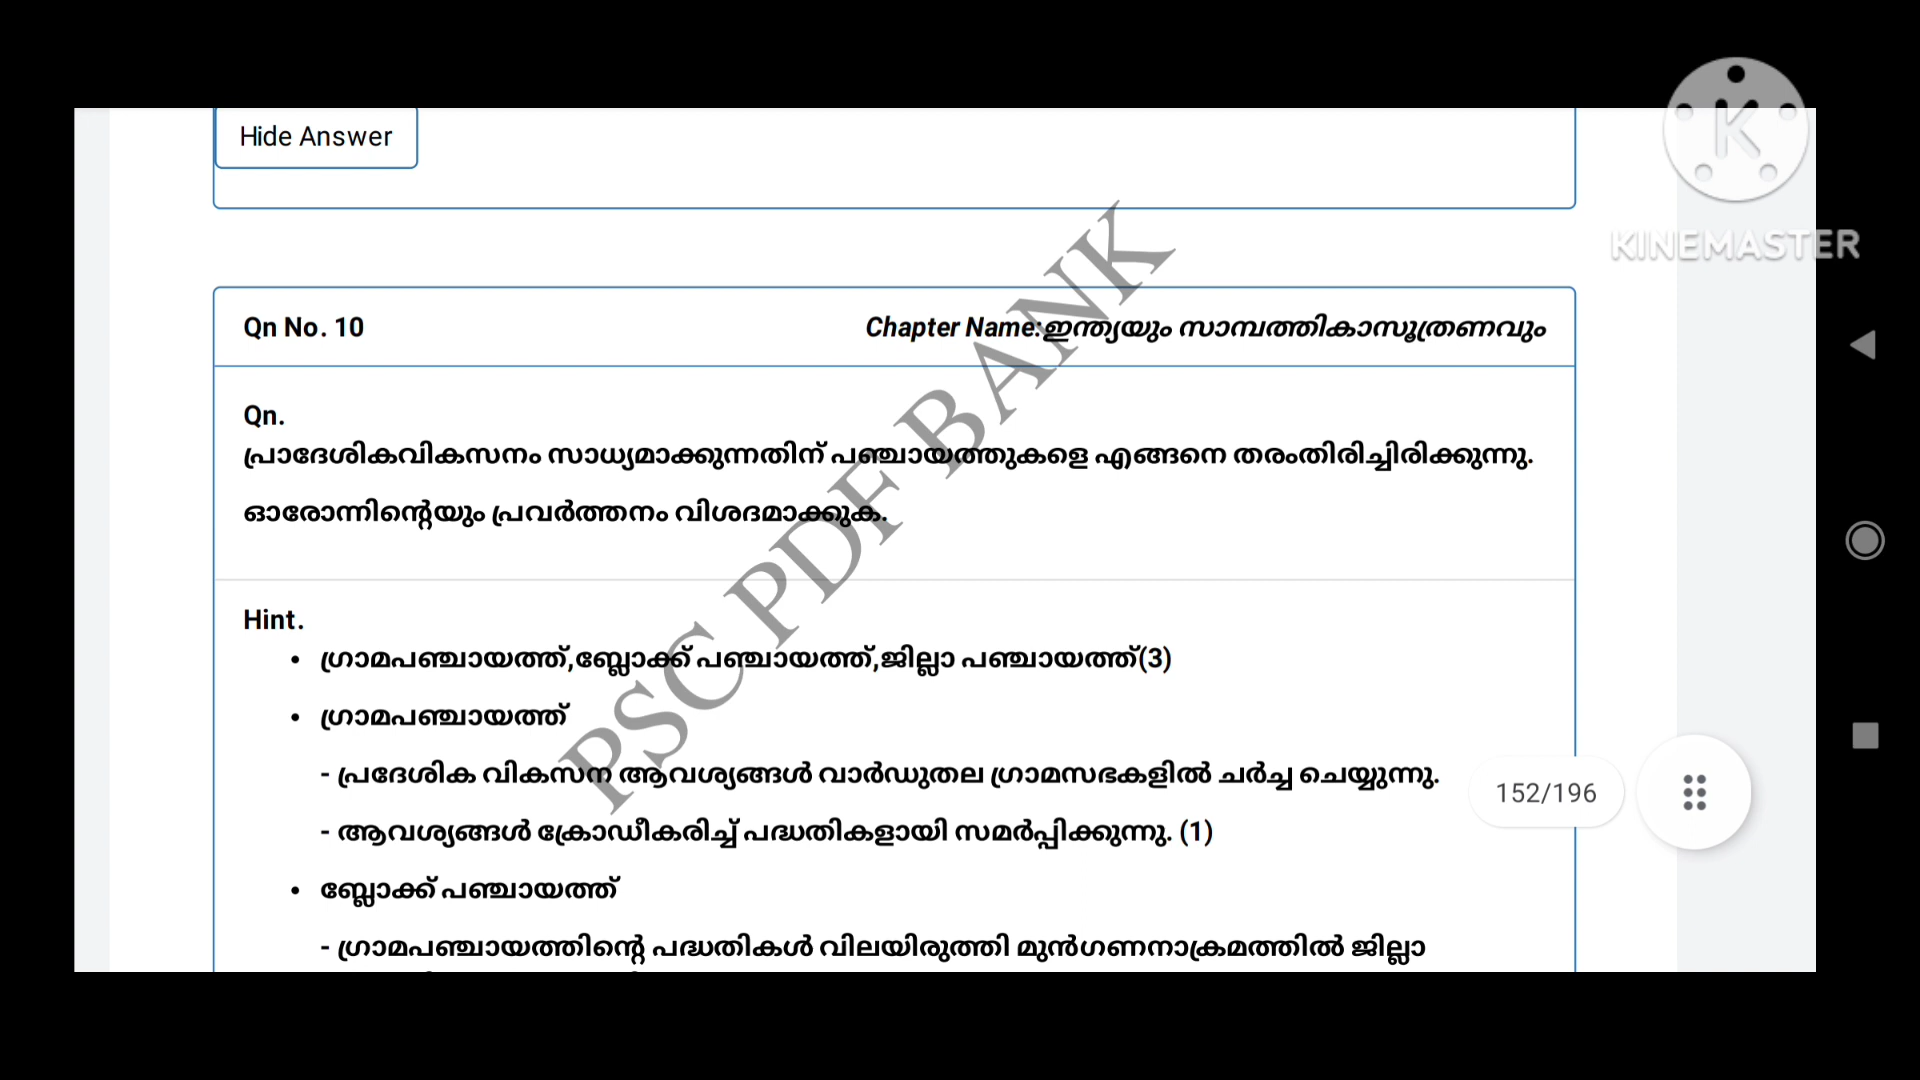 Hide Answer
K
KINEMASTER
Qn No. 10
Chapter Name:ഇന്ത്യയും സാമ്പത്തികാസൂത്രണവും
Qn.
പ്രാദേശികവികസനം സാധ്യമാക്കുന്നതിന് പഞ്ചായത്തുകളെ എങ്ങനെ തരംതിരിച്ചിരിക്കുന്നു.
ഓരോന്നിന്റെയും പ്രവർത്തനം വിശദമാക്കുക.
PSC PDF BANK
Hint.
• ഗ്രാമപഞ്ചായത്ത്,ബ്ലോക്ക് പഞ്ചായത്ത്,ജില്ലാ പഞ്ചായത്ത്(3)
• ഗ്രാമപഞ്ചായത്ത്
- പ്രദേശിക വികസന ആവശ്യങ്ങൾ വാർഡുതല ഗ്രാമസഭകളിൽ ചർച്ച ചെയ്യുന്നു.
152/196
- ആവശ്യങ്ങൾ ക്രോഡീകരിച്ച് പദ്ധതികളായി സമർപ്പിക്കുന്നു. (1)
• ബ്ലോക്ക് പഞ്ചായത്ത്
- ഗ്രാമപഞ്ചായത്തിന്റെ പദ്ധതികൾ വിലയിരുത്തി മുൻഗണനാക്രമത്തിൽ ജില്ലാ